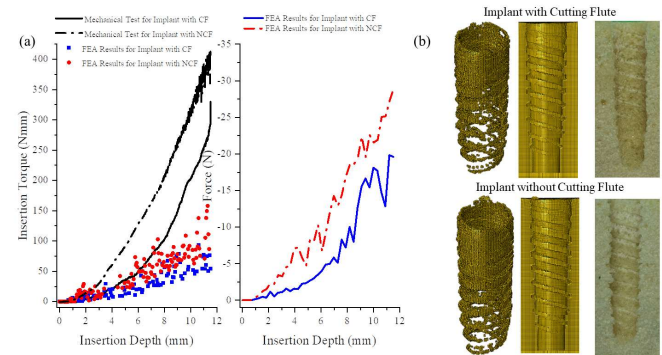 (a)
Mechanical Test for Implant with CF
Mechanical Test for Implant with NCF
FEA Results for Implant with CF
FEA Results for Implant with NCF
Insertion Torque (Nmm)
400
350
300
250
200
150
100
50
0
0 2 4 6 8 10 12
Insertion Depth (mm)
FEA Results for Implant with CF
FEA Results for Implant with NCF
Force (N)
-35
-30
-25
-20
-15
-10
-5
0
0 2 4 6 8 10 12
Insertion Depth (mm)
(b)
Implant with Cutting Flute
Implant without Cutting Flute